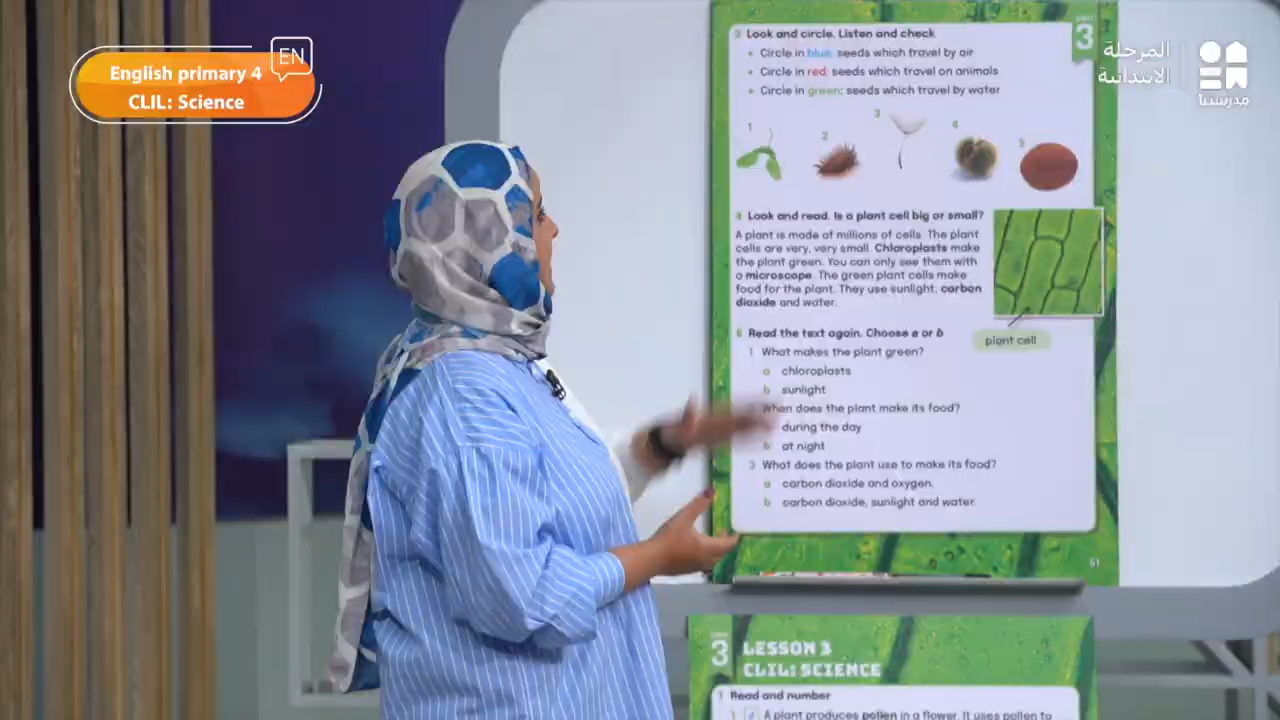 EN
English primary 4
CLIL: Science
المرحلة
الابتدائية
مدرستنا
3
3 Look and circle. Listen and check
• Circle in blue: seeds which travel by air
• Circle in red: seeds which travel on animals
• Circle in green: seeds which travel by water
1
2
3
4
5
4 Look and read. Is a plant cell big or small?
A plant is made of millions of cells. The plant
cells are very, very small. Chloroplasts make
the plant green. You can only see them with
a microscope. The green plant cells make
food for the plant. They use sunlight, carbon
dioxide and water.
plant cell
5 Read the text again. Choose a or b
1 What makes the plant green?
a chloroplasts
b sunlight
When does the plant make its food?
during the day
b at night
3 What does the plant use to make its food?
a carbon dioxide and oxygen.
b carbon dioxide, sunlight and water.
51
3
LESSON 3
CLIL: SCIENCE
1 Read and number
1 A plant produces pollen in a flower. It uses pollen to